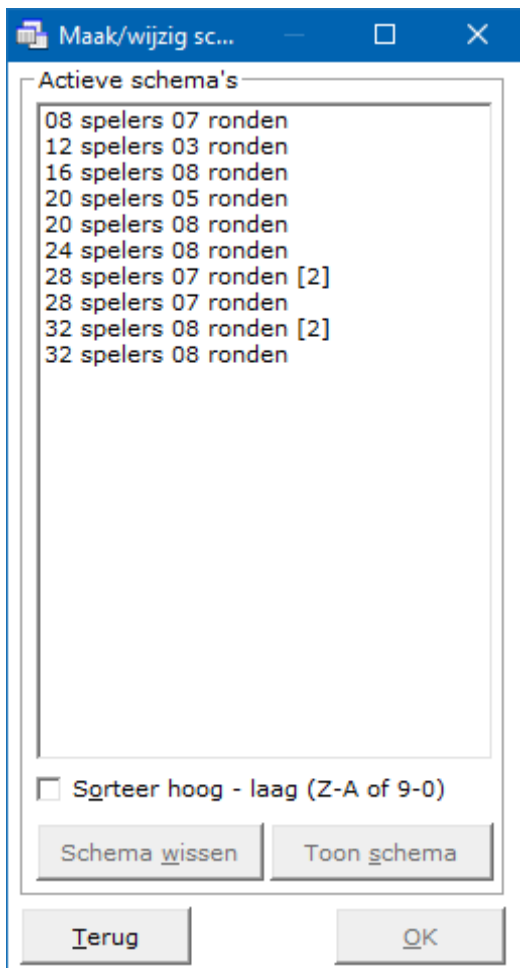 Maak/wijzig sc...
Actieve schema's
08 spelers 07 ronden
12 spelers 03 ronden
16 spelers 08 ronden
20 spelers 05 ronden
20 spelers 08 ronden
24 spelers 08 ronden
28 spelers 07 ronden [2]
28 spelers 07 ronden
32 spelers 08 ronden [2]
32 spelers 08 ronden
Sorteer hoog - laag (Z-A of 9-0)
Schema wissen Toon schema
Terug OK